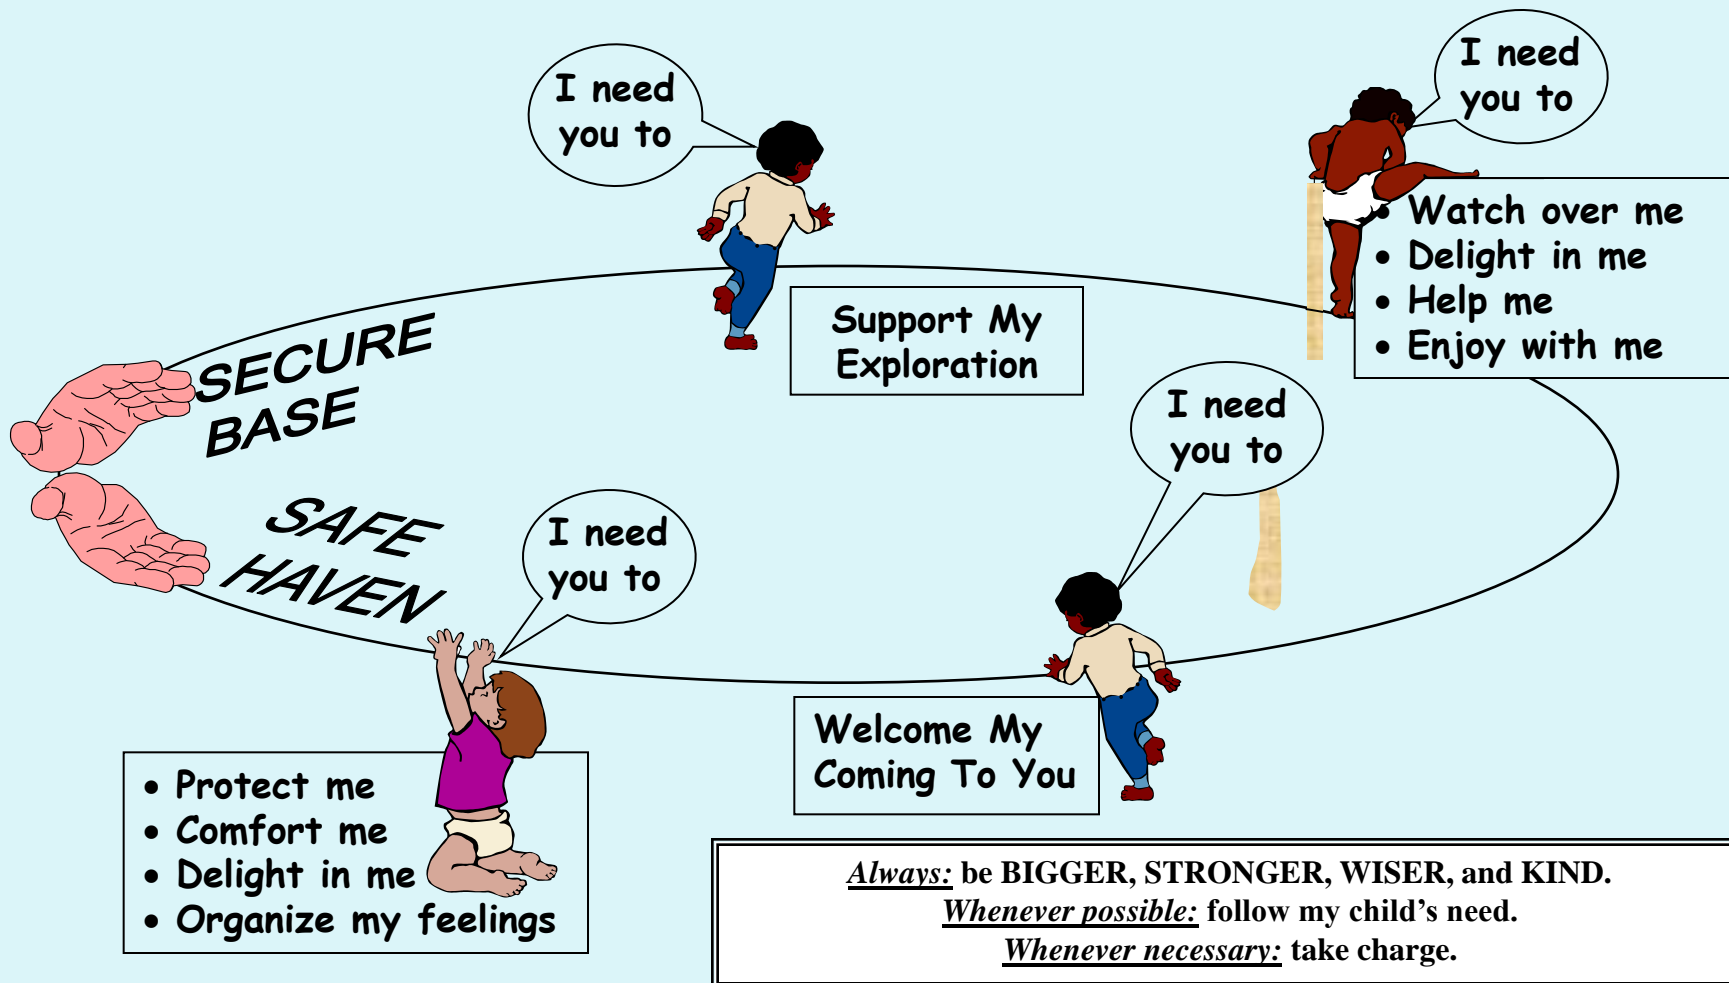 I need
you to
Support My
Exploration
I need
you to
• Watch over me
• Delight in me
• Help me
• Enjoy with me
SECURE
BASE
SAFE
HAVEN
I need
you to
Welcome My
Coming To You
I need
you to
• Protect me
• Comfort me
• Delight in me
• Organize my feelings
Always: be BIGGER, STRONGER, WISER, and KIND.
Whenever possible: follow my child’s need.
Whenever necessary: take charge.